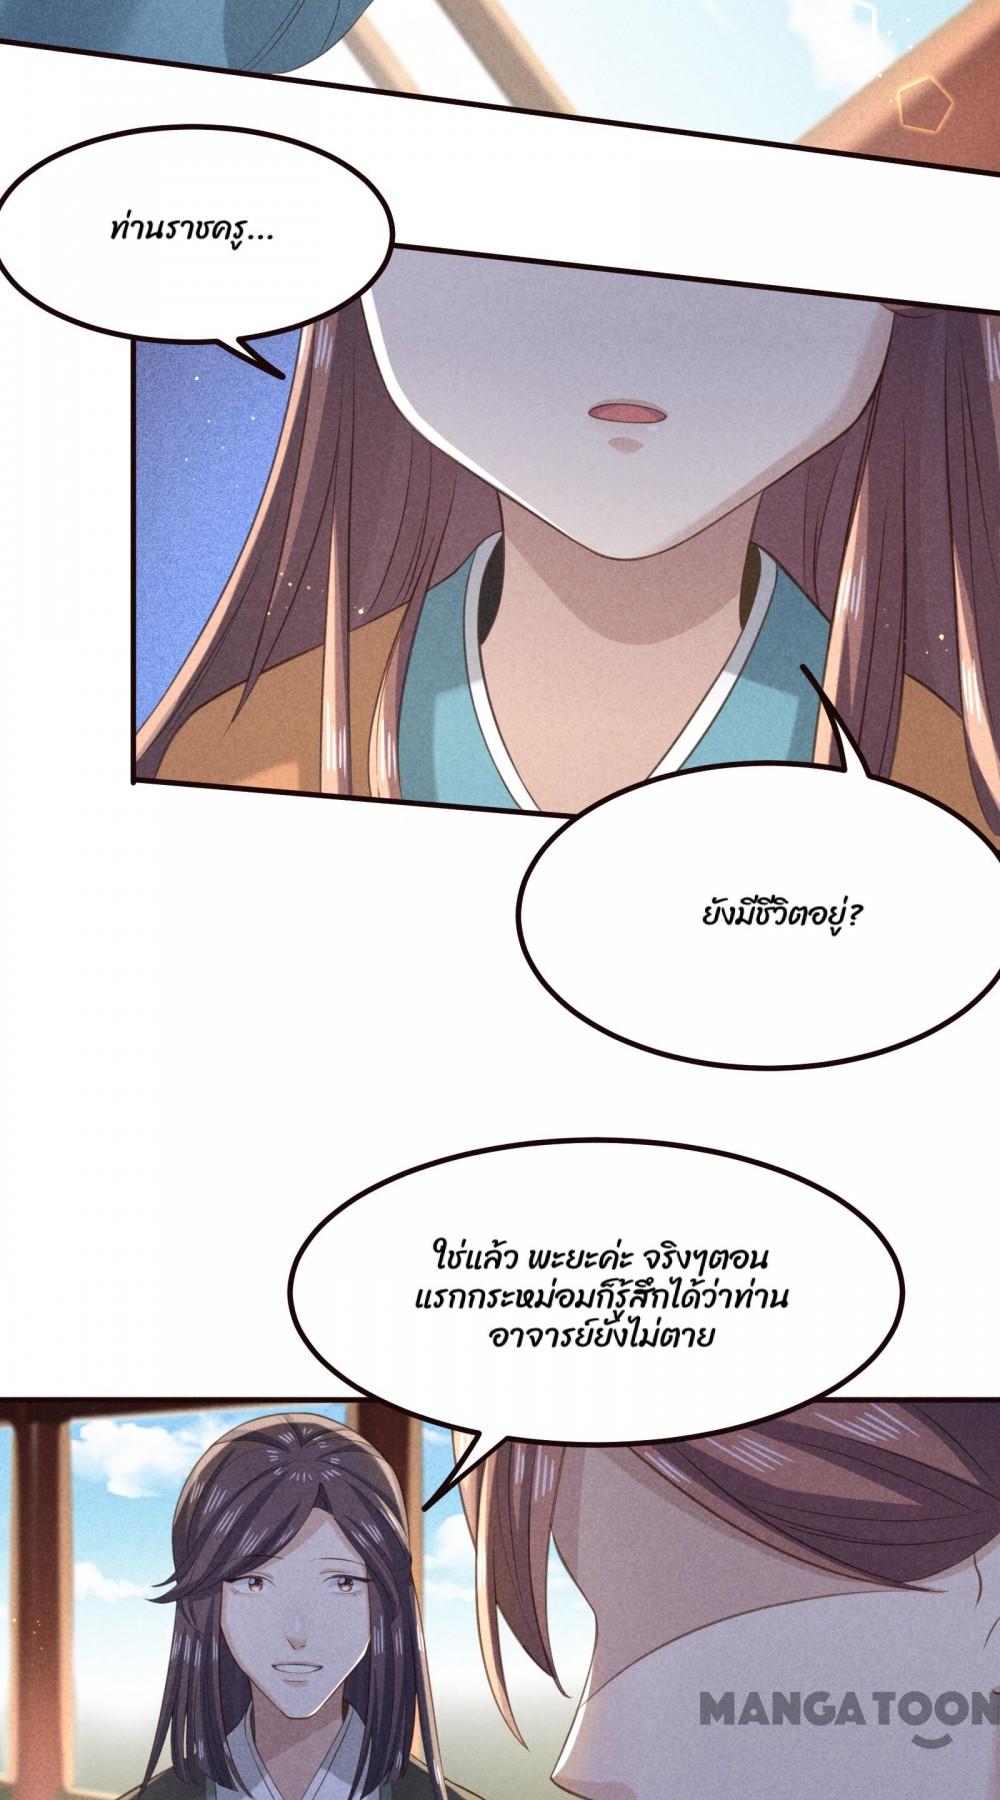 ท่านราชครู...
ยังมีชีวิตอยู่?
ใช่แล้ว พะยะค่ะ จริงๆตอน
แรกกระหม่อมก็รู้สึกได้ว่าท่าน
อาจารย์ยังไม่ตาย
MANGATOON